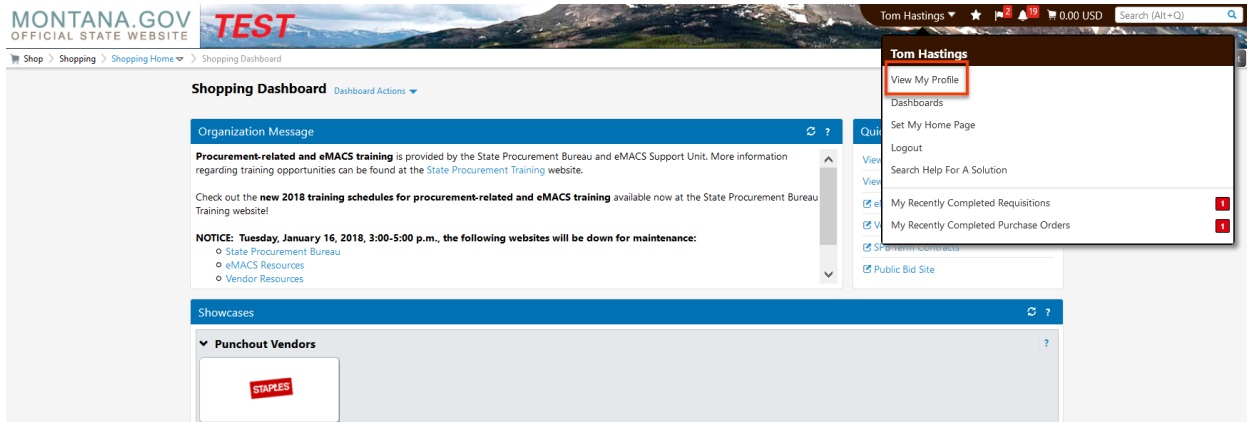 MONTANA.GOV
OFFICIAL STATE WEBSITE
TEST
Tom Hastings 2 19 0.00 USD Search (Alt+Q)
Shop Shopping Shopping Home Shopping Dashboard
Tom Hastings
View My Profile
Dashboards
Set My Home Page
Logout
Search Help For A Solution
My Recently Completed Requisitions 1
My Recently Completed Purchase Orders 1
Shopping Dashboard Dashboard Actions
Organization Message ?
Procurement-related and eMACS training is provided by the State Procurement Bureau and eMACS Support Unit. More information
regarding training opportunities can be found at the State Procurement Training website.
Check out the new 2018 training schedules for procurement-related and eMACS training available now at the State Procurement Bureau
Training website!
NOTICE: Tuesday, January 16, 2018, 3:00-5:00 p.m., the following websites will be down for maintenance:
State Procurement Bureau
eMACS Resources
Vendor Resources
View
View
SPB Term Contracts
Public Bid Site
Showcases ?
Punchout Vendors ?
STAPLES